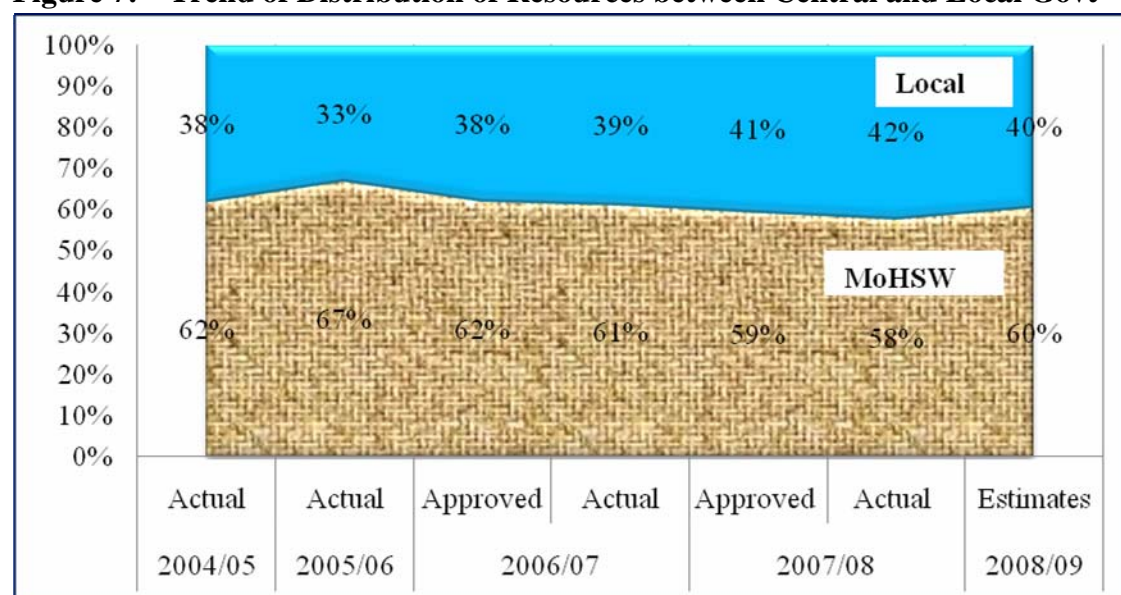 Figure 7. Trend of Distribution of Resources between Central and Local Gov.
100%
90%
80%
70%
60%
50%
40%
30%
20%
10%
0%
Local
38% 33% 38% 39% 41% 42% 40%
MoHSW
62% 67% 62% 61% 59% 58% 60%
Actual Actual Approved Actual Approved Actual Estimates
2004/05 2005/06 2006/07 2007/08 2008/09